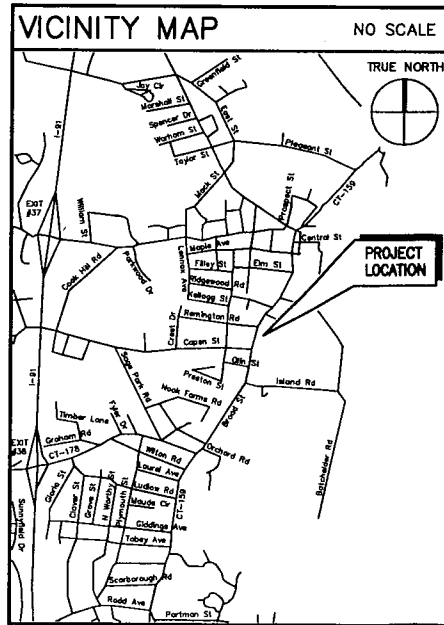 VICINITY MAP
NO SCALE
TRUE NORTH
Greenfield St
Jay Cir
Marshall St
Spencer Dr
East St
Warham St
Taylor St
Pleasant St
I-91
Mack St
CT-159
Prospect St
EXIT
#37
William St
Central St
Maple Ave
Filley St
Elm St
PROJECT
LOCATION
Lennox Ave
Ridgewood Rd
Cook Hill Rd
Parkwood Dr
Kellogg St
Remington Rd
Crest Dr
Capen St
I-91
Olin St
Sage Park Rd
Preston St
Island Rd
Nook Farms Rd
Broad St
Timber Lane
Fyler Dr
Graham Rd
Orchard Rd
Batchelder Rd
EXIT
#36
CT-178
Wilton Rd
Laurel Ave
Gloria St
Clover St
Grove St
N Worthy St
Plymouth St
Ludlow Rd
Maude Cir
CT-159
Sunnyfield Dr
Giddings Ave
Tobey Ave
Scarborough Rd
Rood Ave
Portman St